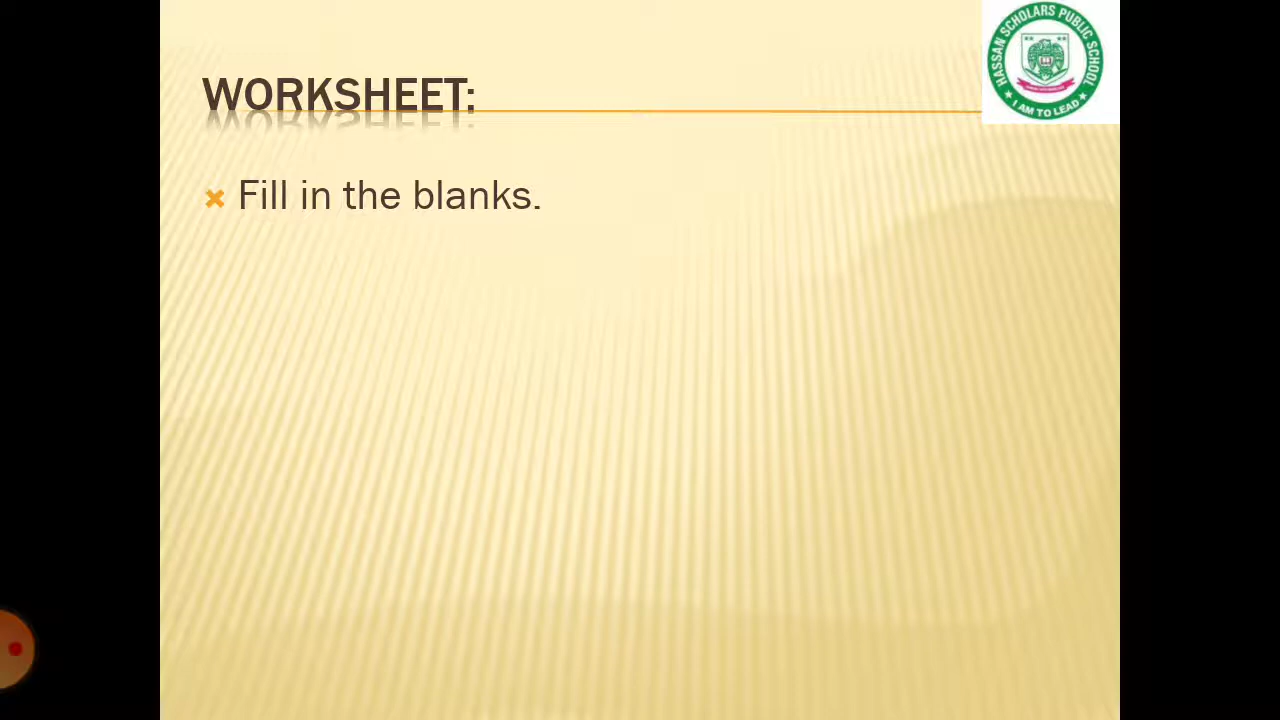 WORKSHEET:
HASSAN SCHOLARS PUBLIC SCHOOL
I AM TO LEAD
Fill in the blanks.